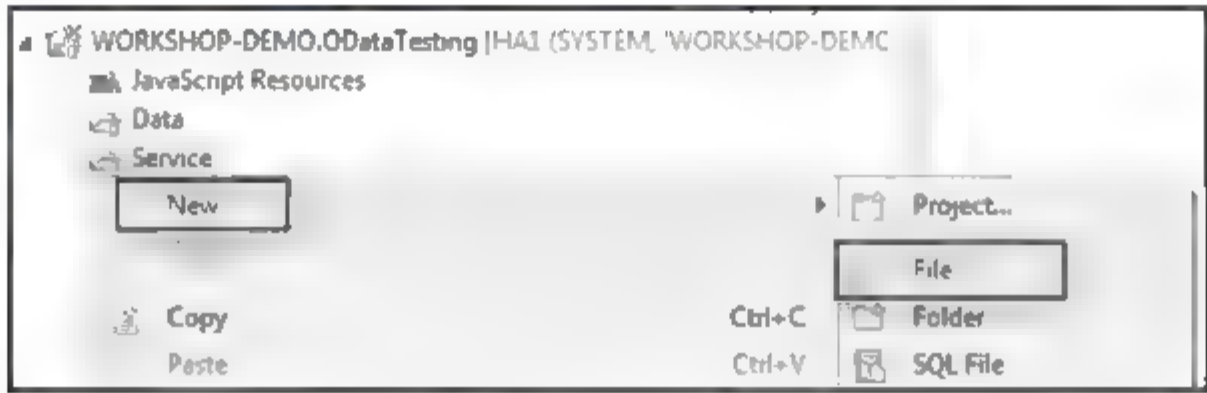 WORKSHOP-DEMO.ODataTesting [HA1 (SYSTEM, 'WORKSHOP-DEMO
JavaScript Resources
Data
Service
New
Project...
File
Copy Ctrl+C Folder
Paste Ctrl+V SQL File